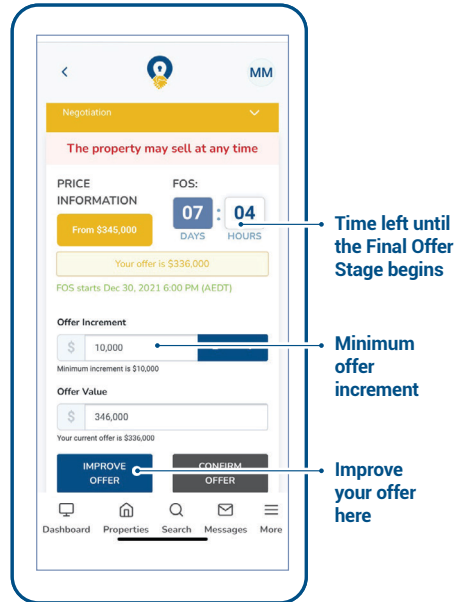 MM
Negotiation
The property may sell at any time
PRICE
INFORMATION
FOS:
From $345,000
07 : 04
DAYS HOURS
Your offer is $336,000
FOS starts Dec 30, 2021 6:00 PM (AEDT)
Offer Increment
$ 10,000
Minimum increment is $10,000
Offer Value
$ 346,000
Your current offer is $336,000
IMPROVE
OFFER
CONFIRM
OFFER
Dashboard Properties Search Messages More
Time left until
the Final Offer
Stage begins
Minimum
offer
increment
Improve
your offer
here